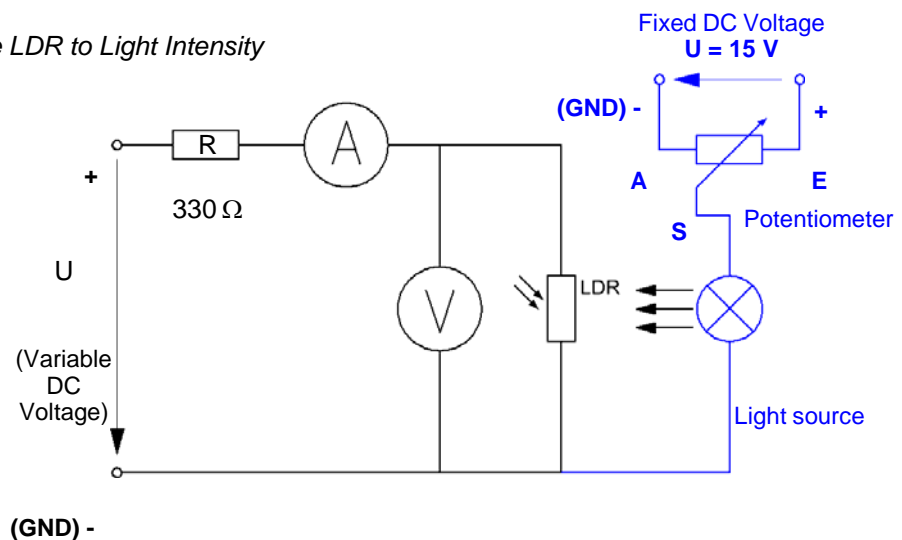 LDR to Light Intensity
Fixed DC Voltage
U = 15 V
(GND) -
+
R
A
+
330 Ω
A
E
S
Potentiometer
U
V
LDR
(Variable
DC
Voltage)
Light source
(GND) -